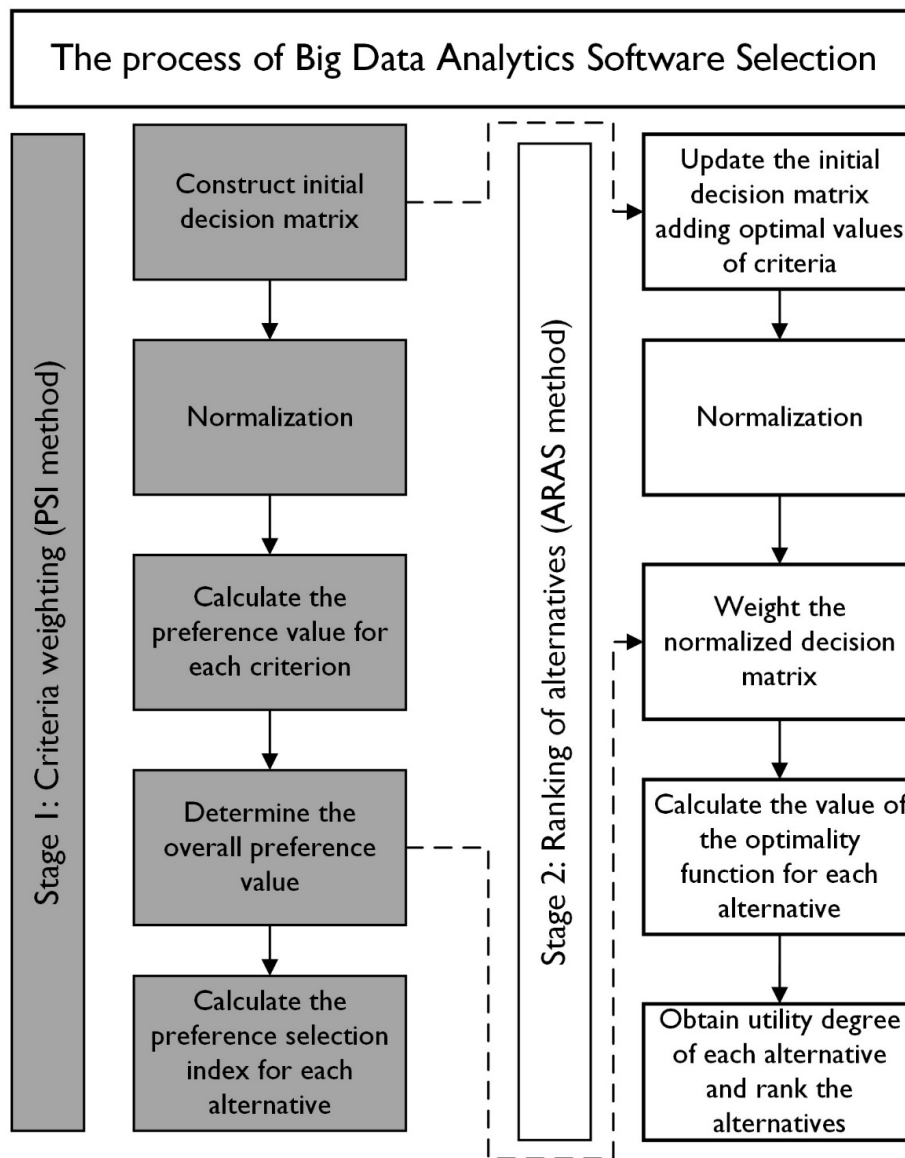 The process of Big Data Analytics Software Selection
Stage 1: Criteria weighting (PSI method)
Construct initial
decision matrix
Normalization
Calculate the
preference value for
each criterion
Determine the
overall preference
value
Calculate the
preference selection
index for each
alternative
Stage 2: Ranking of alternatives (ARAS method)
Update the initial
decision matrix
adding optimal values
of criteria
Normalization
Weight the
normalized decision
matrix
Calculate the value of
the optimality
function for each
alternative
Obtain utility degree
of each alternative
and rank the
alternatives